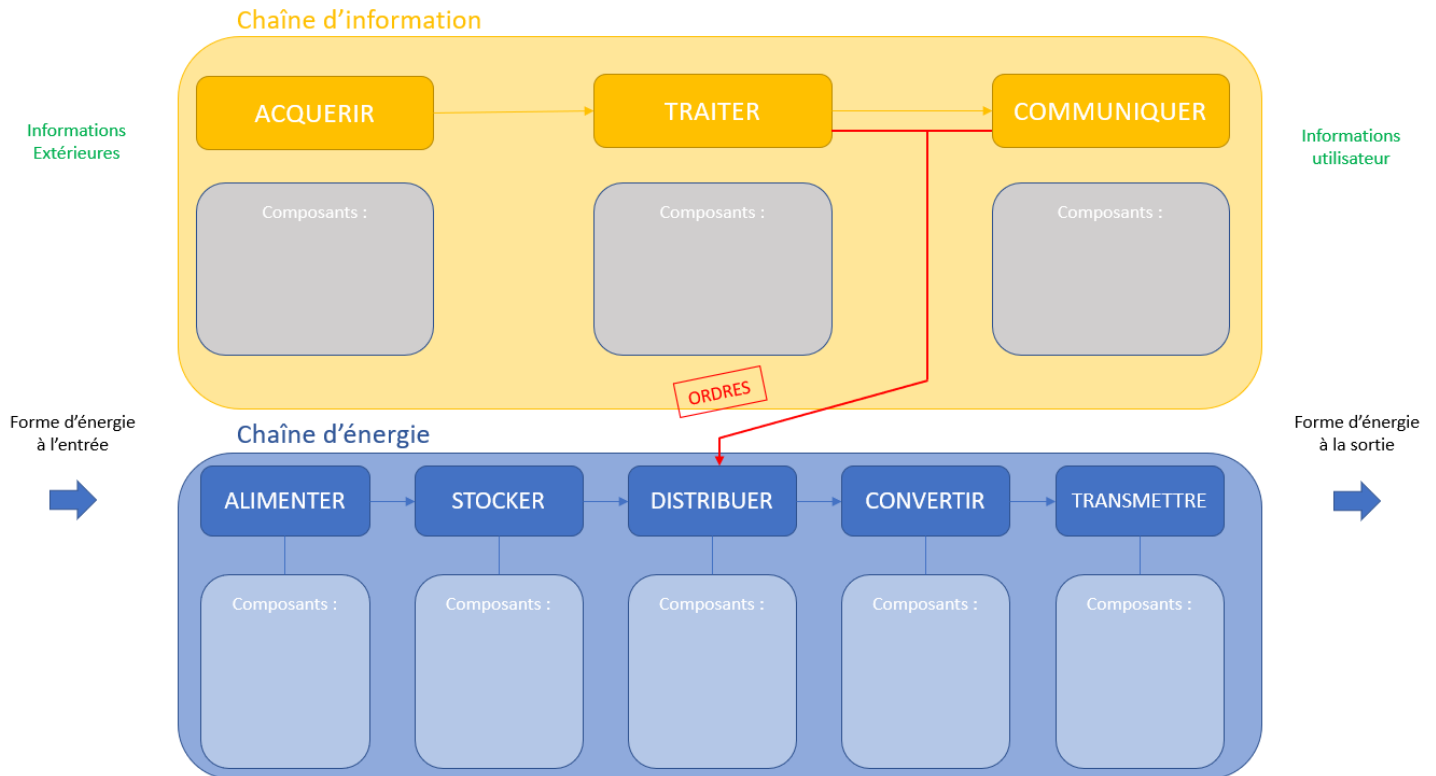 Chaîne d’information
ACQUERIR
TRAITER
COMMUNIQUER
Informations
Extérieures
Informations
utilisateur
Composants :
Composants :
Composants :
ORDRES
Forme d’énergie
à l’entrée
Forme d’énergie
à la sortie
Chaîne d’énergie
ALIMENTER
STOCKER
DISTRIBUER
CONVERTIR
TRANSMETTRE
Composants :
Composants :
Composants :
Composants :
Composants :